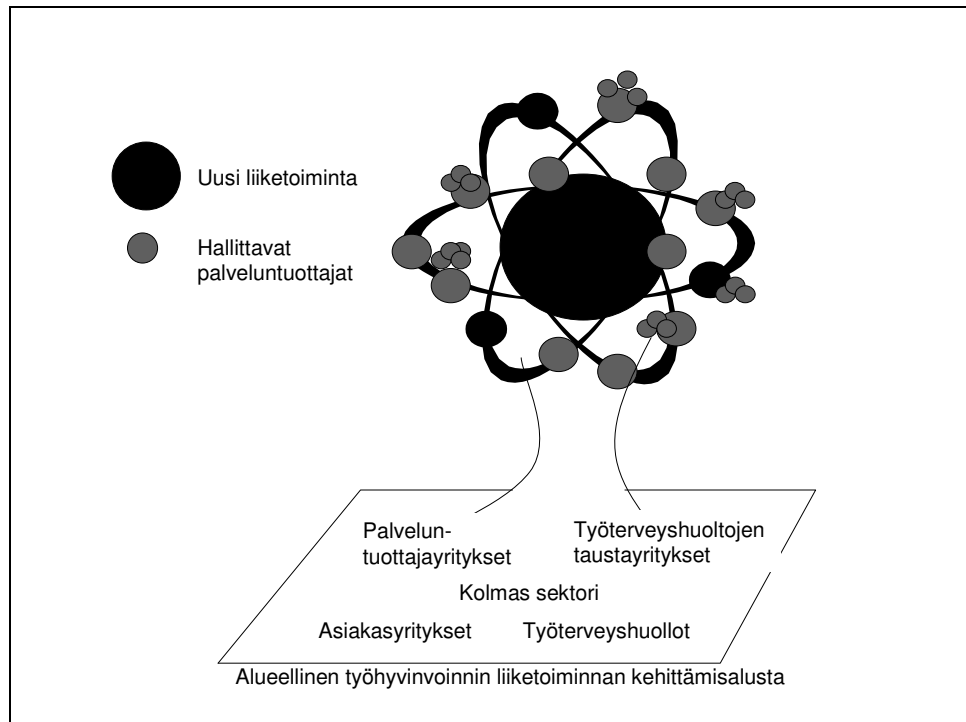 Uusi liiketoiminta
Hallittavat
palveluntuottajat
Palvelun-
tuottajayritykset
Työterveyshuoltojen
taustayritykset
Kolmas sektori
Asiakasyritykset
Työterveyshuollot
Alueellinen työhyvinvoinnin liiketoiminnan kehittämisalusta